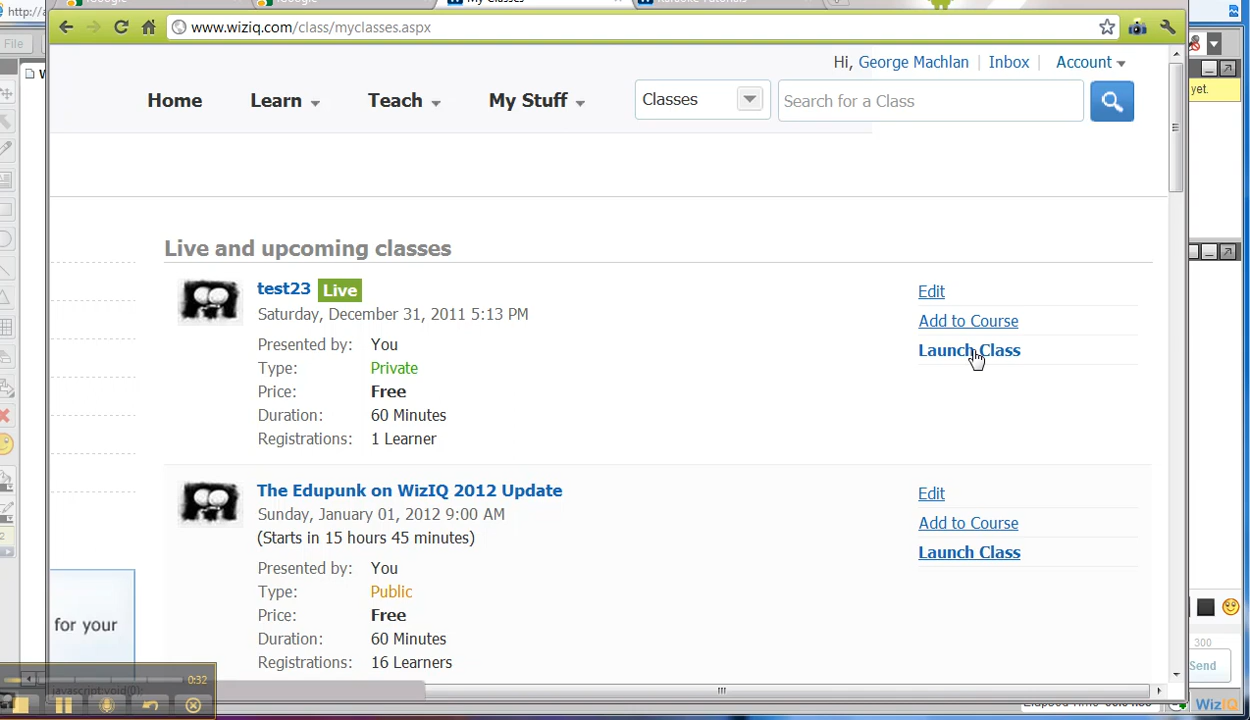 http://a
File
www.wiziq.com/class/myclasses.aspx
Hi, George Machlan | Inbox | Account
yet.
Home Learn Teach My Stuff Classes Search for a Class
Live and upcoming classes
test23 Live
Saturday, December 31, 2011 5:13 PM
Presented by: You
Type: Private
Price: Free
Duration: 60 Minutes
Registrations: 1 Learner
Edit
Add to Course
Launch Class
The Edupunk on WizIQ 2012 Update
Sunday, January 01, 2012 9:00 AM
(Starts in 15 hours 45 minutes)
Presented by: You
Type: Public
Price: Free
Duration: 60 Minutes
Registrations: 16 Learners
Edit
Add to Course
Launch Class
for your
300
Send
0:32
javascript:void(0);
WizIQ